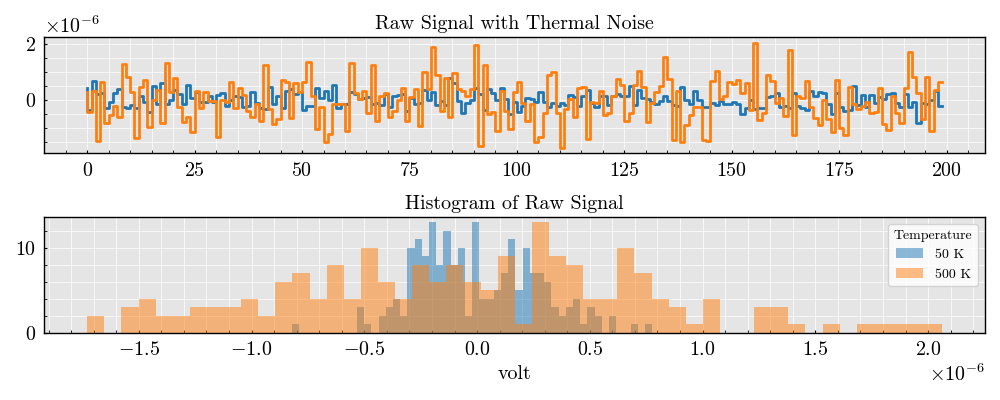 Raw Signal with Thermal Noise
×10⁻⁶
2
0
0 25 50 75 100 125 150 175 200
Histogram of Raw Signal
10
0
Temperature
50 K
500 K
−1.5 −1.0 −0.5 0.0 0.5 1.0 1.5 2.0
×10⁻⁶
volt